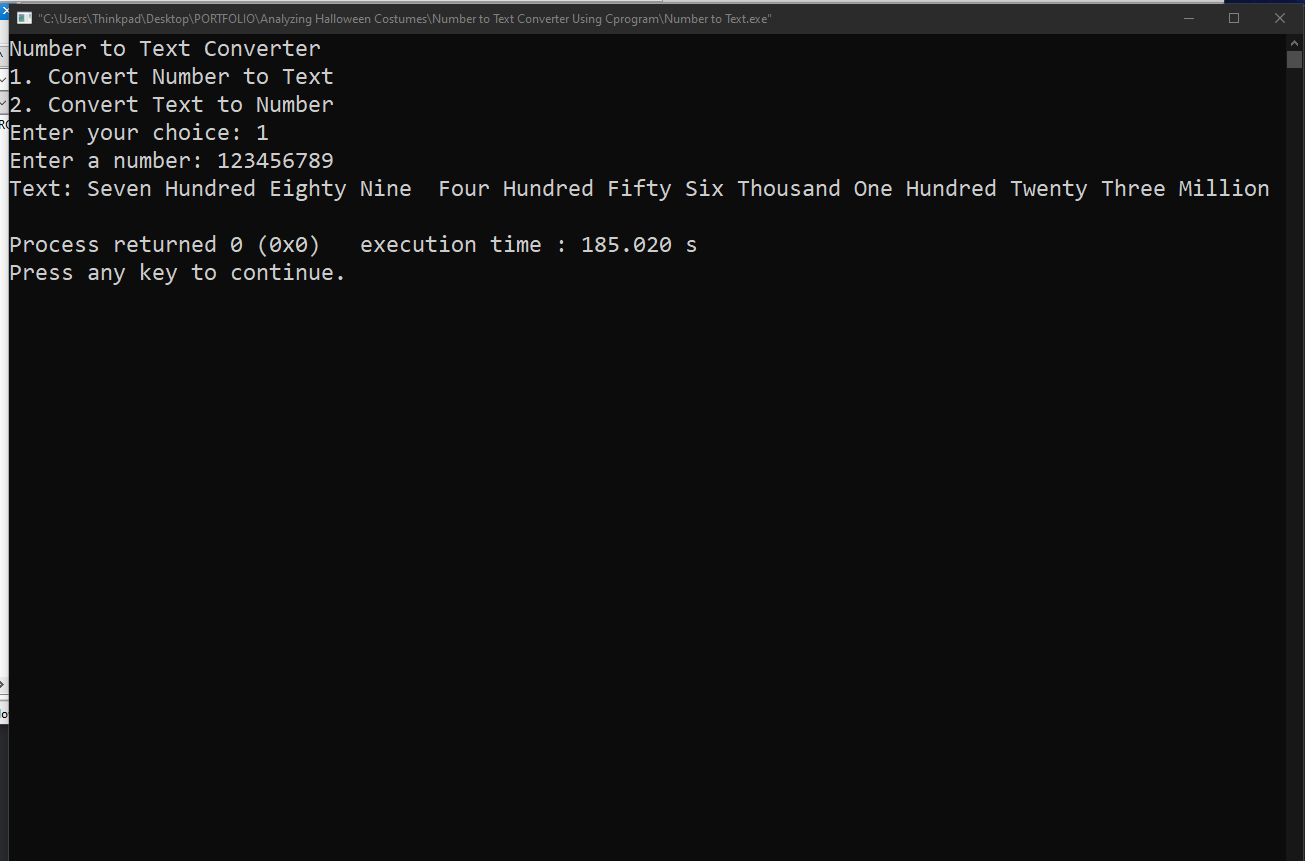 "C:\Users\Thinkpad\Desktop\PORTFOLIO\Analyzing Halloween Costumes\Number to Text Converter Using Cprogram\Number to Text.exe"
Number to Text Converter
1. Convert Number to Text
2. Convert Text to Number
Enter your choice: 1
Enter a number: 123456789
Text: Seven Hundred Eighty Nine  Four Hundred Fifty Six Thousand One Hundred Twenty Three Million
Process returned 0 (0x0)   execution time : 185.020 s
Press any key to continue.